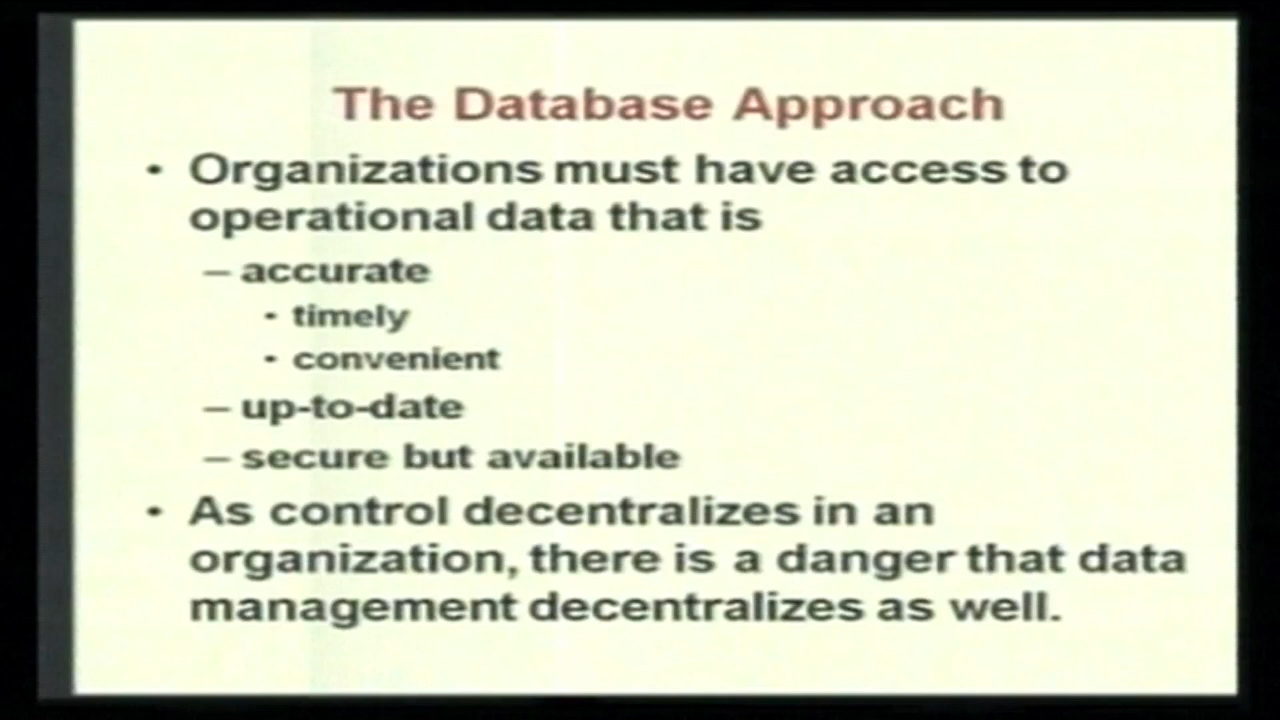 The Database Approach
• Organizations must have access to
operational data that is
– accurate
• timely
• convenient
– up-to-date
– secure but available
• As control decentralizes in an
organization, there is a danger that data
management decentralizes as well.